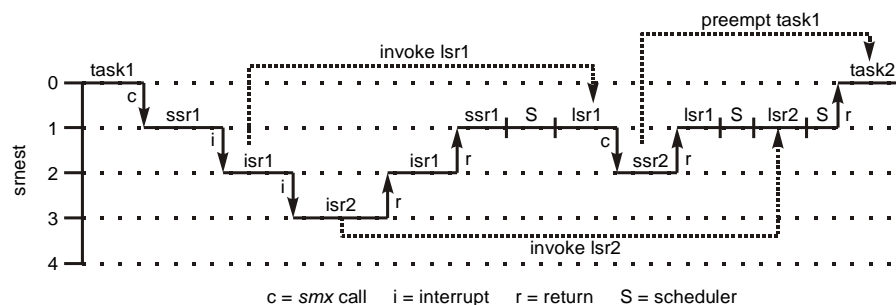 preempt task1
invoke lsr1
0 task1 task2
c r
1 ssr1 ssr1 S lsr1 lsr1 S lsr2 S
i r c r
2 isr1 isr1 ssr2
i r
3 isr2
invoke lsr2
4
srnest
c = smx call i = interrupt r = return S = scheduler